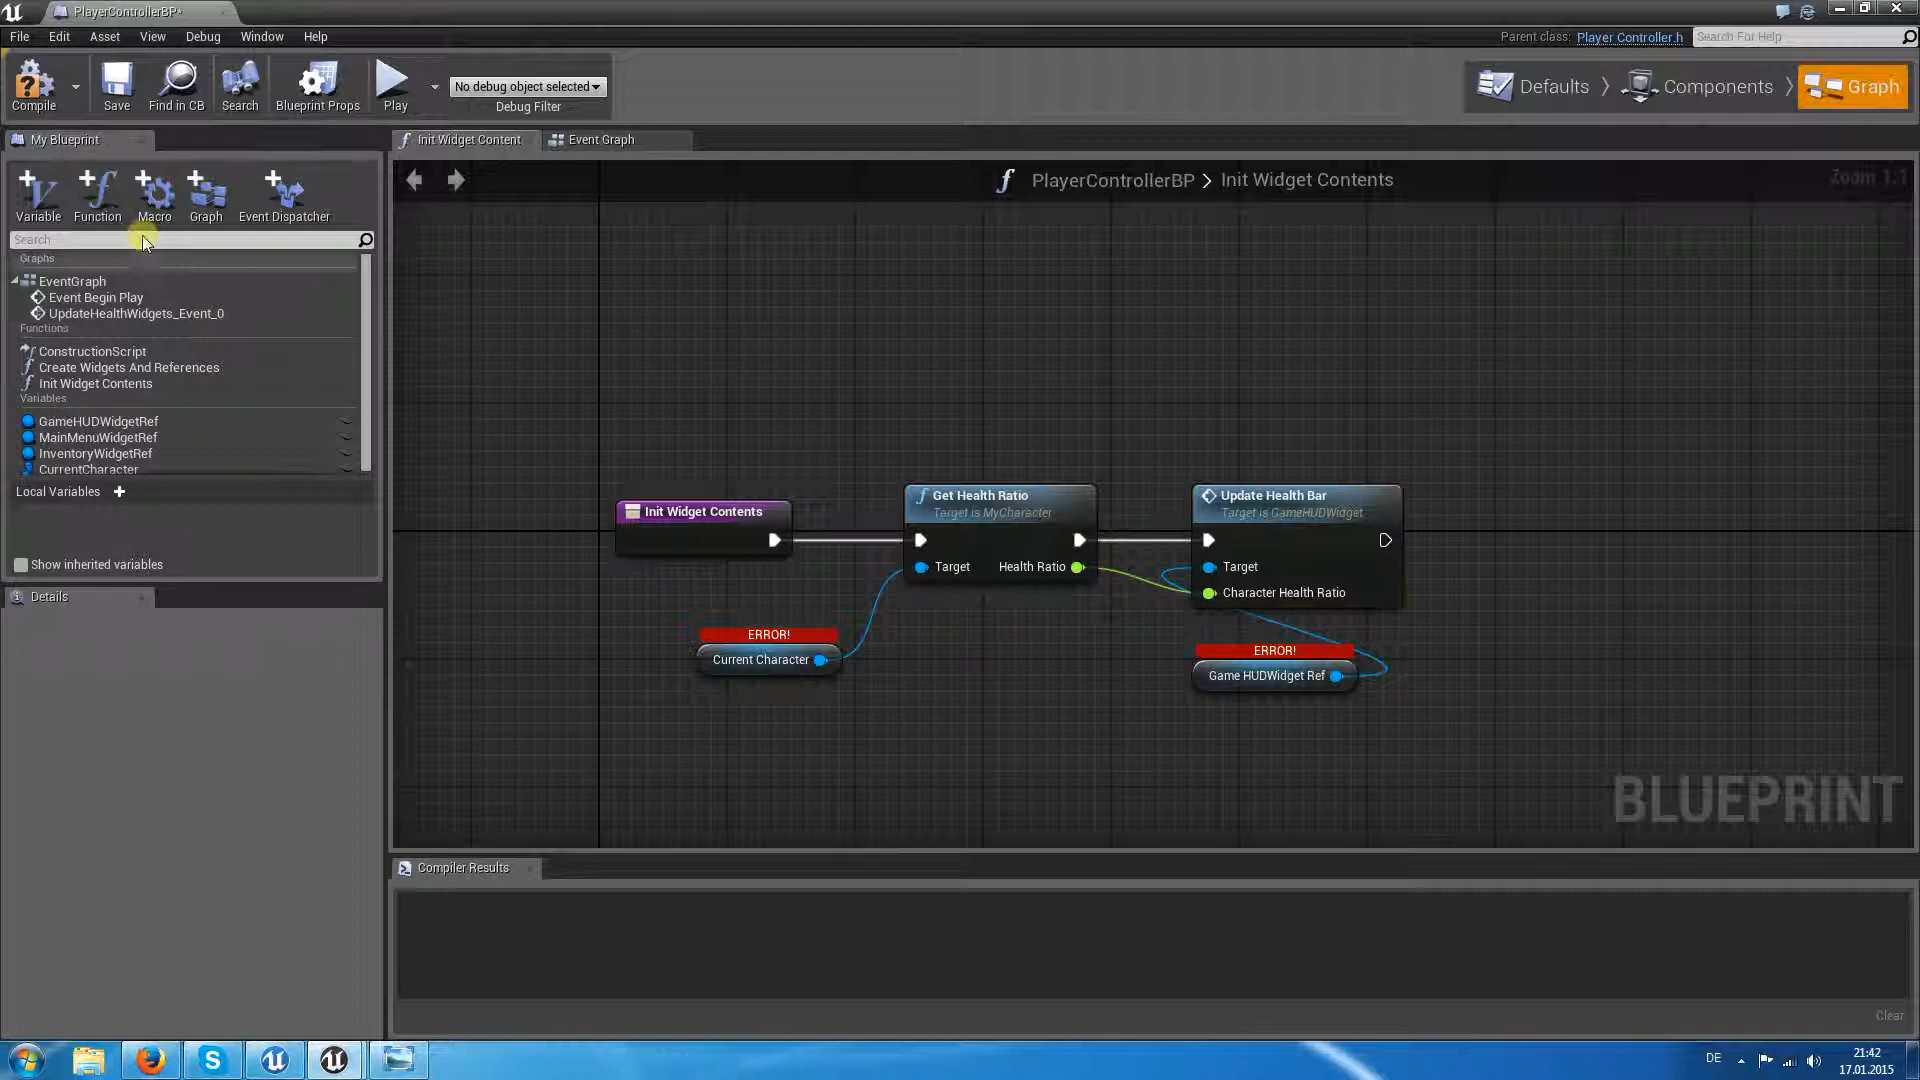 PlayerControllerBP*
File Edit Asset View Debug Window Help
Parent class: Player Controller.h Search For Help
Compile Save Find in CB Search Blueprint Props Play
No debug object selected
Debug Filter
Defaults Components Graph
My Blueprint
Init Widget Content Event Graph
Variable Function Macro Graph Event Dispatcher
PlayerControllerBP > Init Widget Contents
Zoom 1:1
Search
Graphs
EventGraph
Event Begin Play
UpdateHealthWidgets_Event_0
Functions
ConstructionScript
Create Widgets And References
Init Widget Contents
Variables
GameHUDWidgetRef
MainMenuWidgetRef
InventoryWidgetRef
CurrentCharacter
Local Variables
Show inherited variables
Details
Init Widget Contents
Get Health Ratio
Target is MyCharacter
Target Health Ratio
Update Health Bar
Target is GameHUDWidget
Target
Character Health Ratio
ERROR!
Current Character
ERROR!
Game HUDWidget Ref
BLUEPRINT
Compiler Results
Clear
DE
21:42
17.01.2015